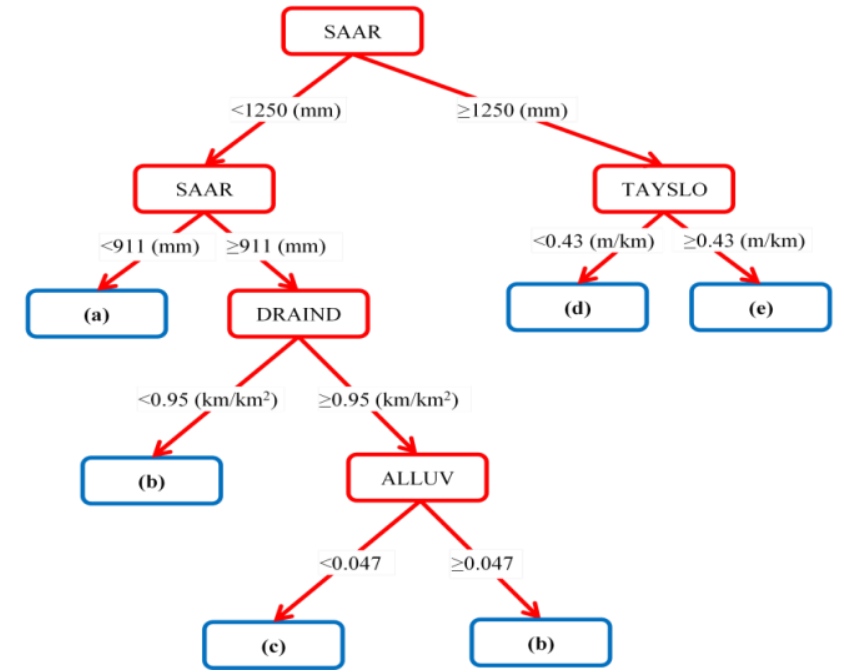 SAAR
<1250 (mm)
≥1250 (mm)
SAAR
TAYSLO
<911 (mm)
≥911 (mm)
<0.43 (m/km)
≥0.43 (m/km)
(a)
DRAIND
(d)
(e)
<0.95 (km/km²)
≥0.95 (km/km²)
(b)
ALLUV
<0.047
≥0.047
(c)
(b)